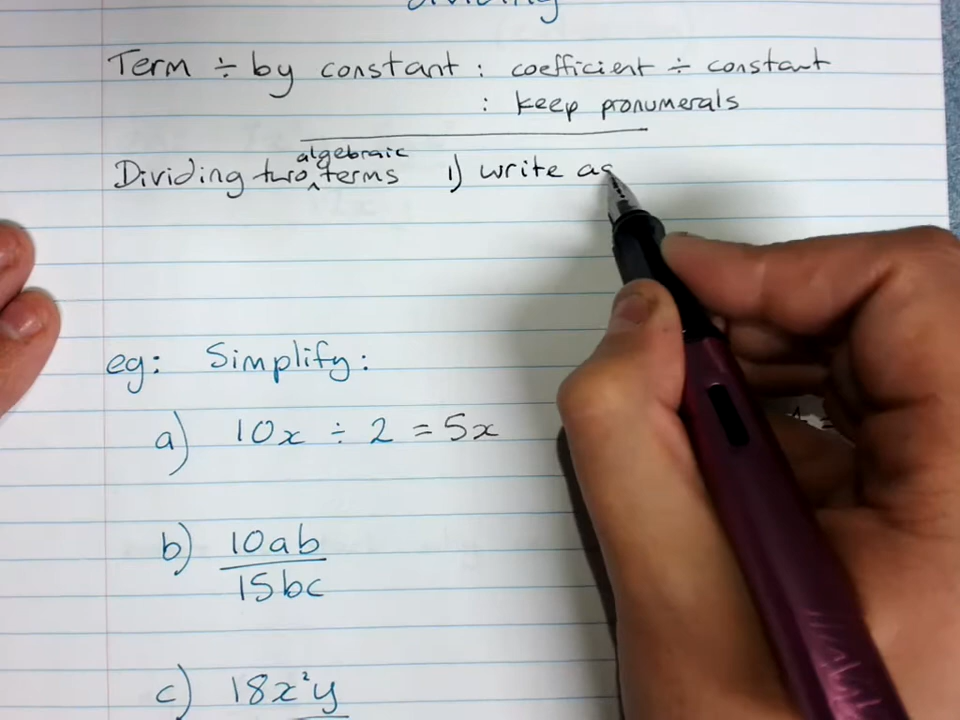 Dividing
Term ÷ by constant : coefficient ÷ constant
: keep pronumerals
Dividing two algebraic terms 1) write as
eg: Simplify:
a) 10x ÷ 2 = 5x
b) 10ab
15bc
c) 18x²y